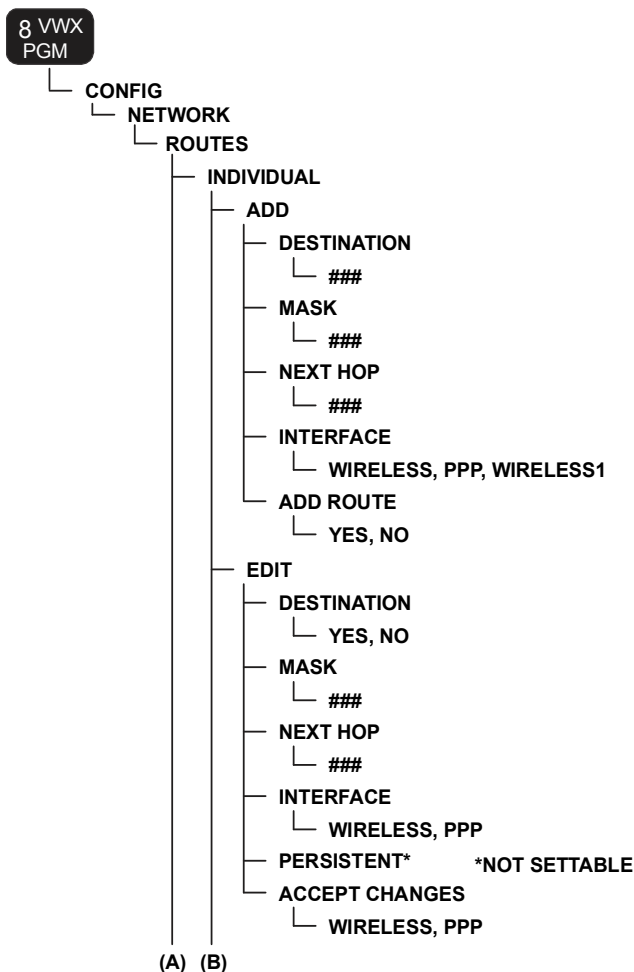 8 VWX
PGM
CONFIG
NETWORK
ROUTES
INDIVIDUAL
ADD
DESTINATION
###
MASK
###
NEXT HOP
###
INTERFACE
WIRELESS, PPP, WIRELESS1
ADD ROUTE
YES, NO
EDIT
DESTINATION
YES, NO
MASK
###
NEXT HOP
###
INTERFACE
WIRELESS, PPP
PERSISTENT* *NOT SETTABLE
ACCEPT CHANGES
WIRELESS, PPP
(A) (B)